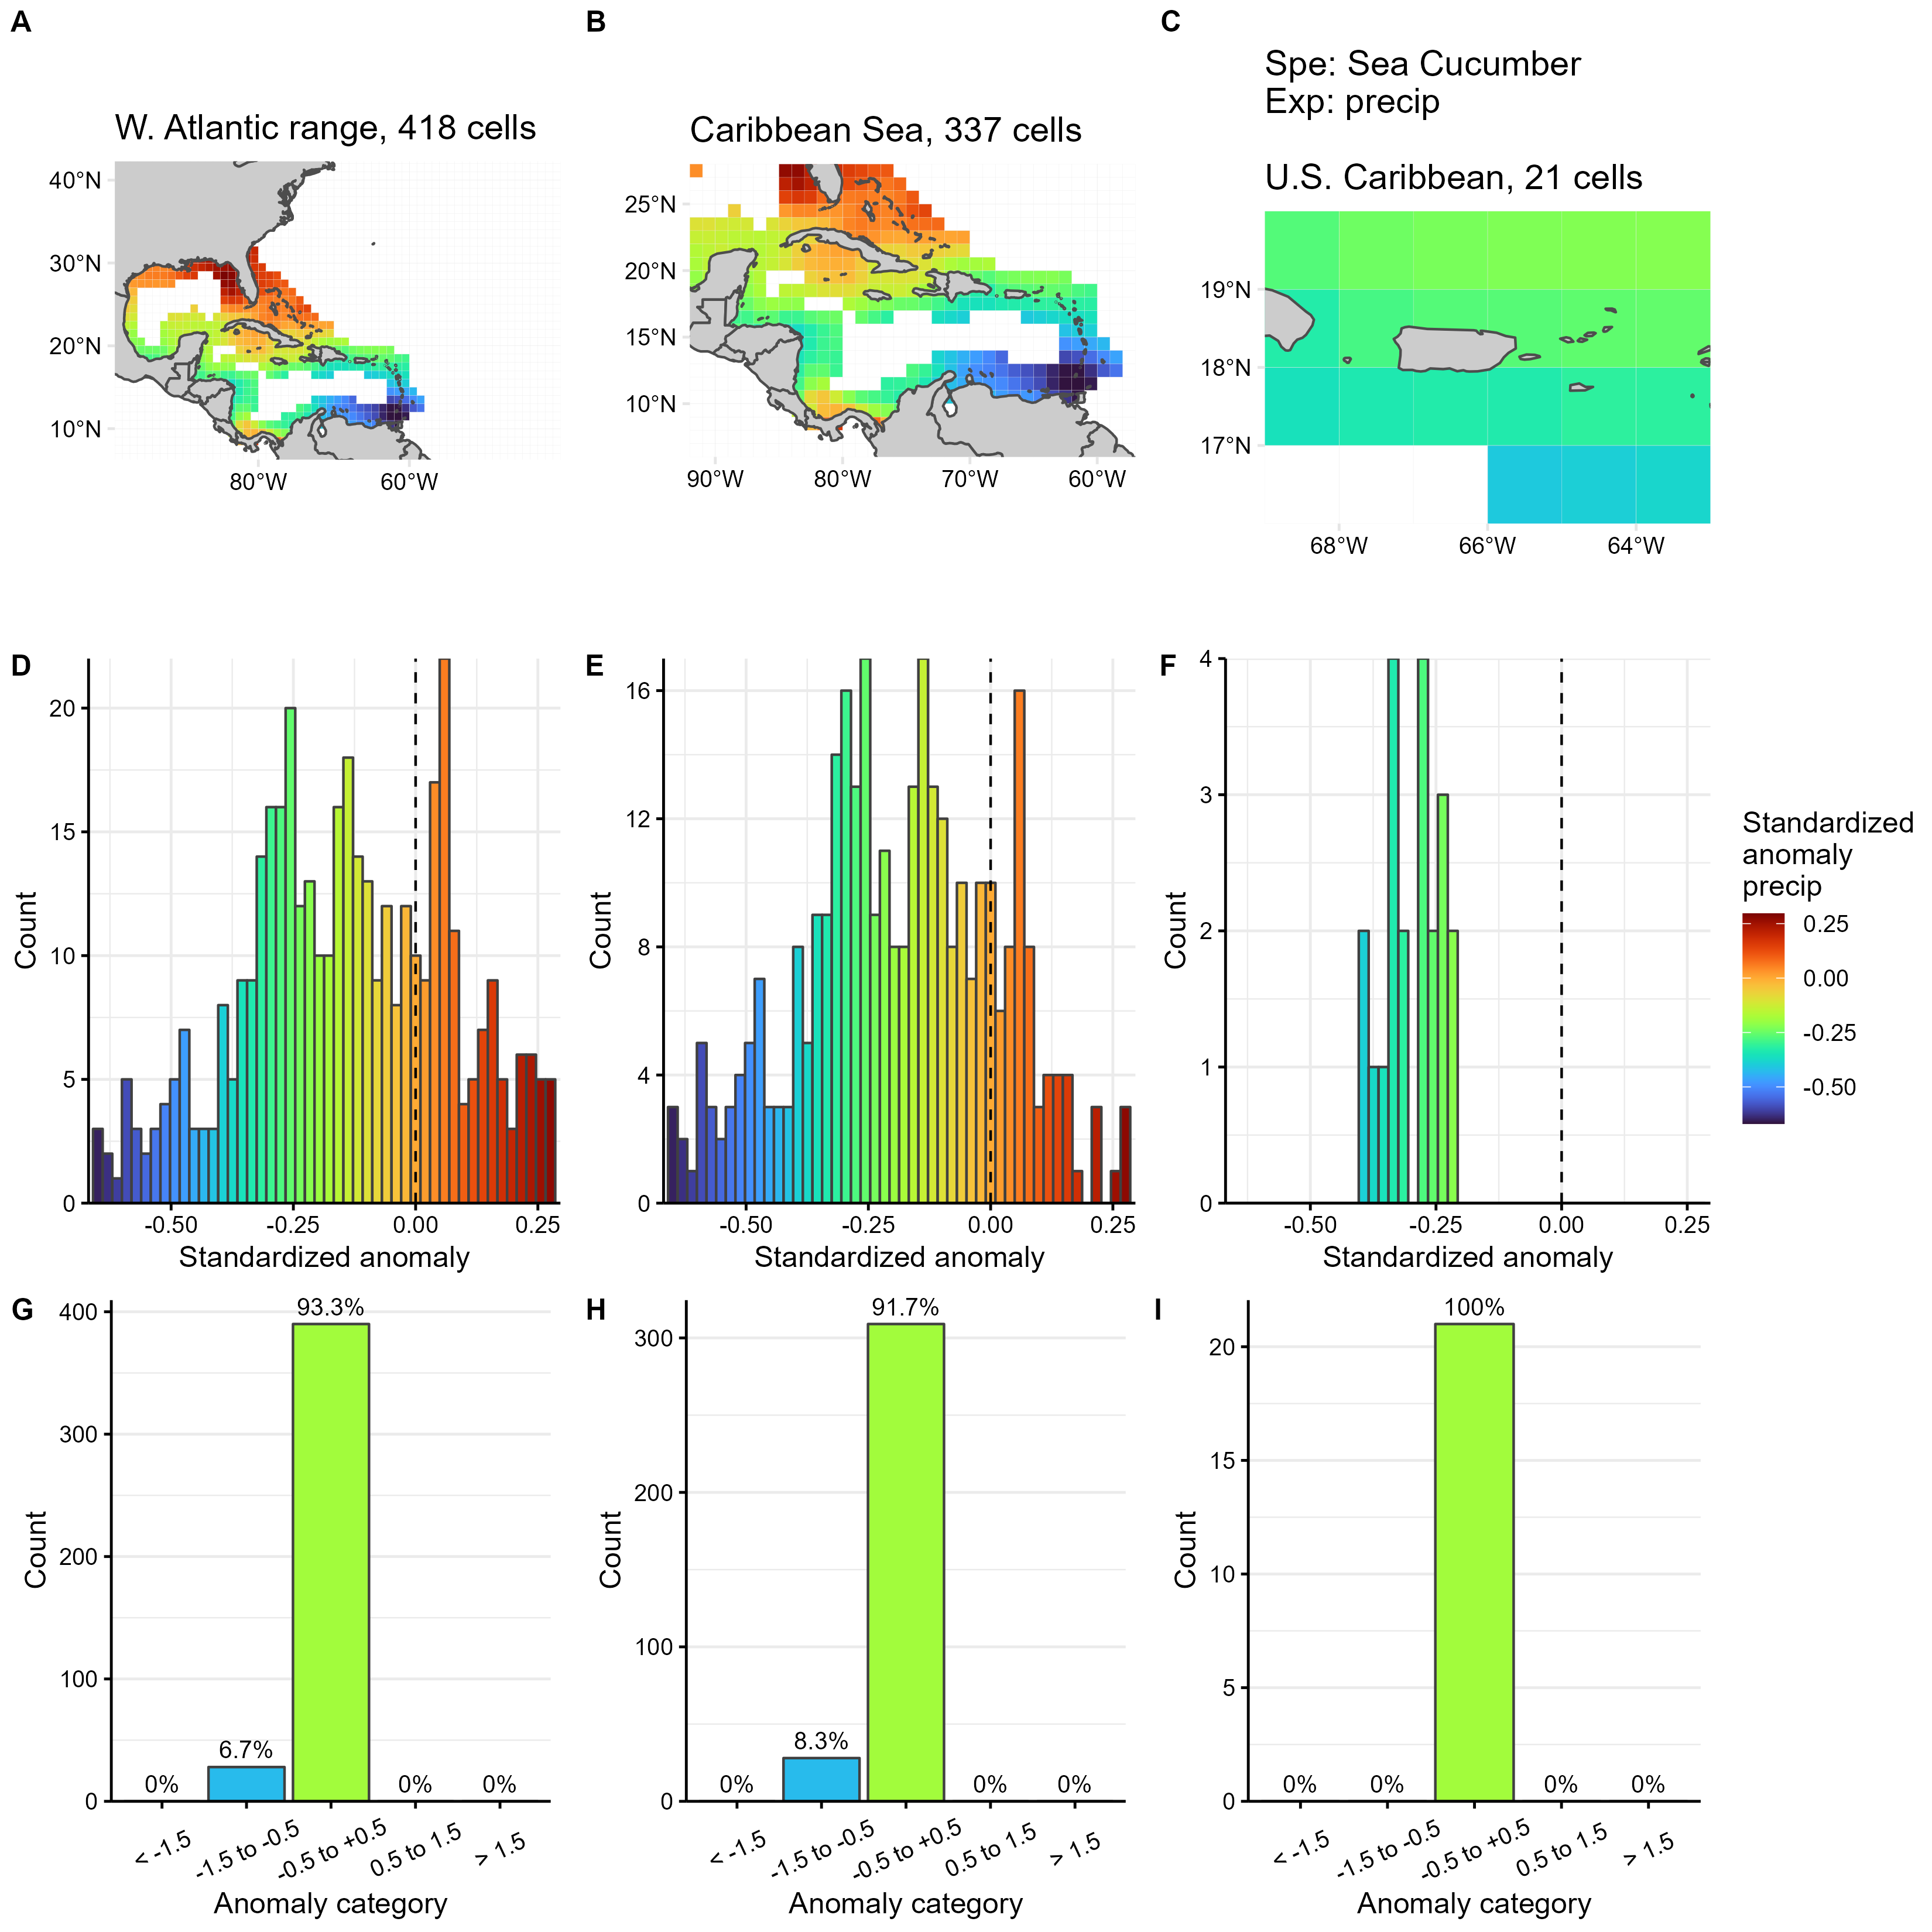 A
B
C
Spe: Sea Cucumber
Exp: precip
W. Atlantic range, 418 cells
Caribbean Sea, 337 cells
U.S. Caribbean, 21 cells
40°N
30°N
20°N
10°N
80°W
60°W
25°N
20°N
15°N
10°N
90°W
80°W
70°W
60°W
19°N
18°N
17°N
68°W
66°W
64°W
D
Count
20
15
10
5
0
-0.50
-0.25
0.00
0.25
Standardized anomaly
E
Count
16
12
8
4
0
-0.50
-0.25
0.00
0.25
Standardized anomaly
F
Count
4
3
2
1
0
-0.50
-0.25
0.00
0.25
Standardized anomaly
Standardized
anomaly
precip
0.25
0.00
-0.25
-0.50
G
Count
400
300
200
100
0
0%
6.7%
93.3%
0%
0%
< -1.5
-1.5 to -0.5
-0.5 to +0.5
0.5 to 1.5
> 1.5
Anomaly category
H
Count
300
200
100
0
0%
8.3%
91.7%
0%
0%
< -1.5
-1.5 to -0.5
-0.5 to +0.5
0.5 to 1.5
> 1.5
Anomaly category
I
Count
20
15
10
5
0
0%
0%
100%
0%
0%
< -1.5
-1.5 to -0.5
-0.5 to +0.5
0.5 to 1.5
> 1.5
Anomaly category